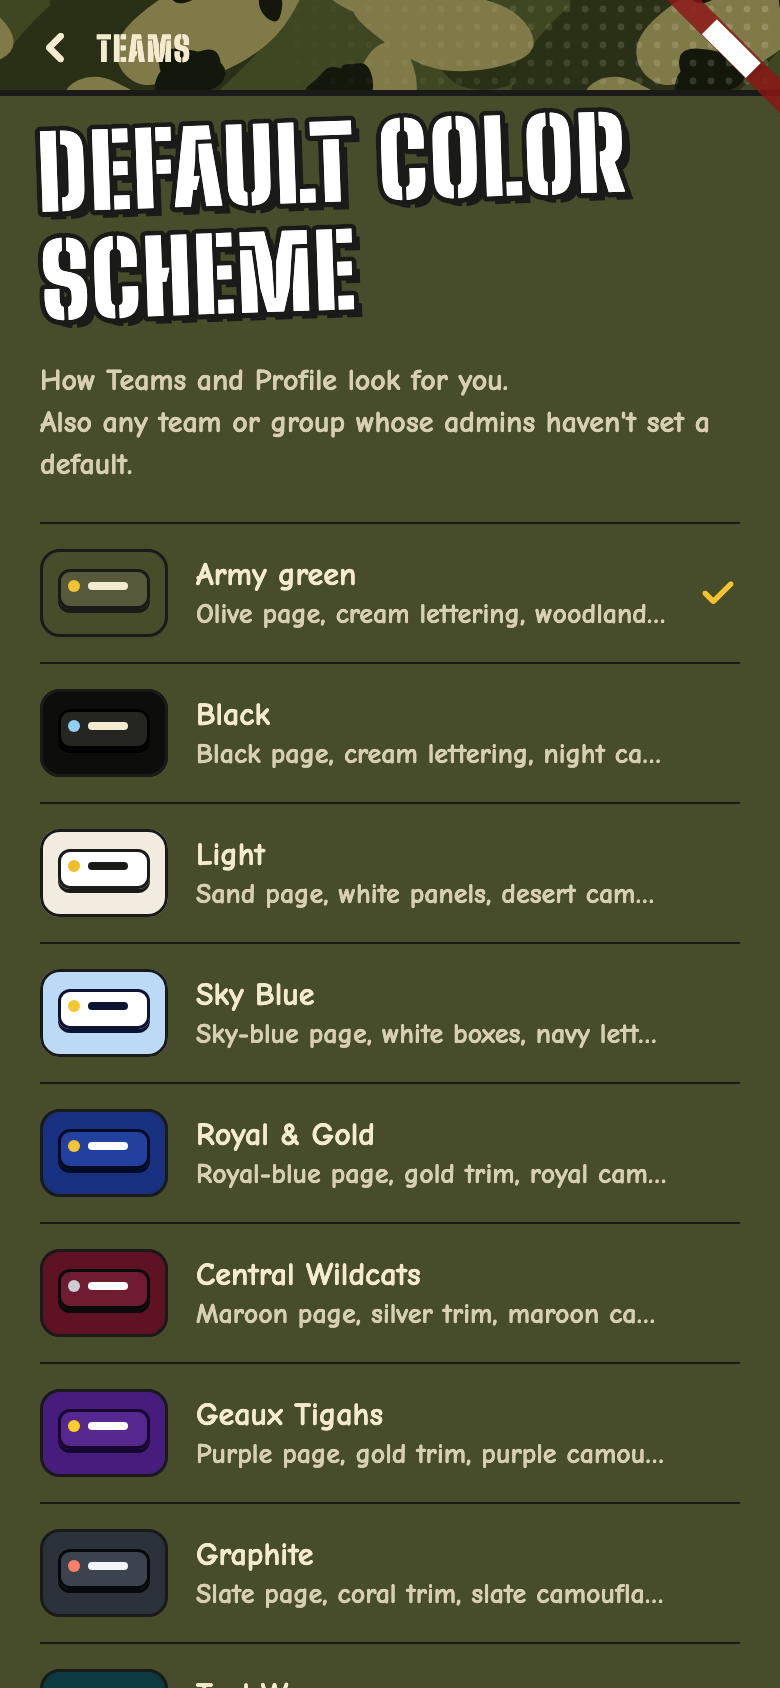 TEAMS
DEFAULT COLOR
SCHEME
How Teams and Profile look for you.
Also any team or group whose admins haven't set a
default.
Army green
Olive page, cream lettering, woodland...
Black
Black page, cream lettering, night ca...
Light
Sand page, white panels, desert cam...
Sky Blue
Sky-blue page, white boxes, navy lett...
Royal & Gold
Royal-blue page, gold trim, royal cam...
Central Wildcats
Maroon page, silver trim, maroon ca...
Geaux Tigahs
Purple page, gold trim, purple camou...
Graphite
Slate page, coral trim, slate camoufla...